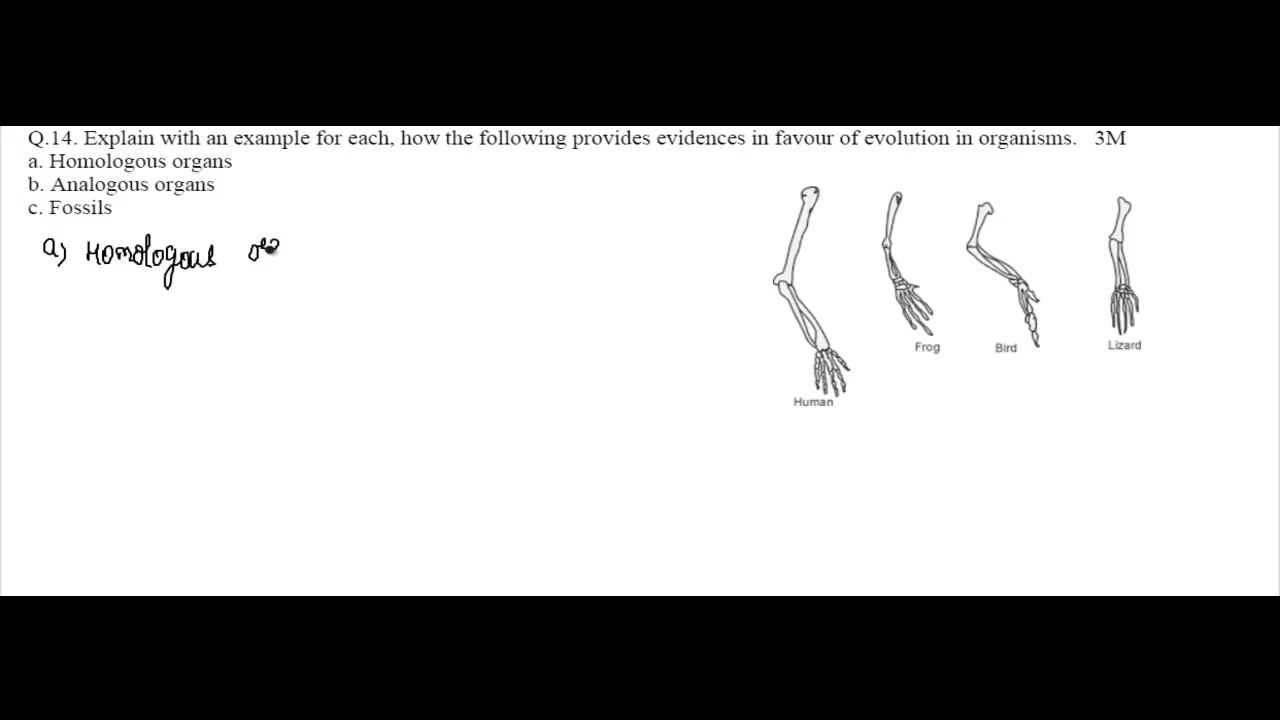 Q.14. Explain with an example for each, how the following provides evidences in favour of evolution in organisms. 3M
a. Homologous organs
b. Analogous organs
c. Fossils
a) Homologous
Frog
Bird
Lizard
Human